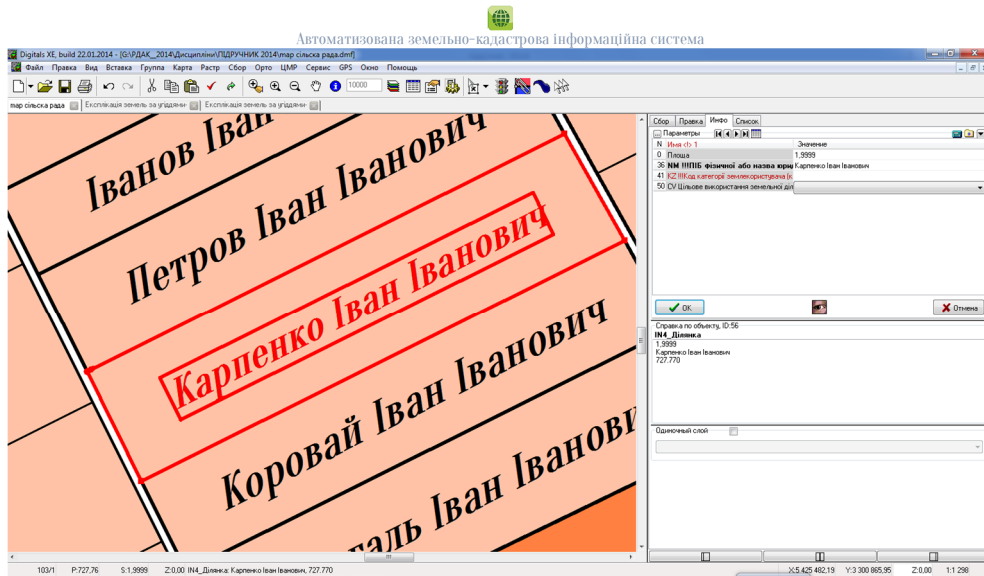 Автоматизована земельно-кадастрова інформаційна система
Digitals XE, build 22.01.2014 - [G:\РДАК_2014\Дисципліни\ПІДРУЧНИК 2014\map сільска рада.dmf]
Файл Правка Вид Вставка Группа Карта Растр Сбор Орто ЦМР Сервис GPS Окно Помощь
10000
map сільска рада Експлікація земель за угіддями- Експлікація земель за угіддями-
Сбор Правка Инфо Список
Параметры
N Имя <I> 1 Значение
0 Площа 1,9999
36 NM !!!ПІБ фізичної або назва юри Карпенко Іван Іванович
41 KZ !!!Код категорії землекористувача (к
50 CV Цільове використання земельної діл
OK Отмена
Справка по объекту, ID:56
IN4_Ділянка
1,9999
Карпенко Іван Іванович
727.770
Одиночный слой
Іванов Іван
Петров Іван Іванович
Карпенко Іван Іванович
Коровай Іван Іванович
Іван Іванови
103/1 P:727,76 S:1,9999 Z:0,00 IN4_Ділянка: Карпенко Іван Іванович, 727.770 X:5 425 482,19 Y:3 300 865,95 Z:0,00 1:1 298